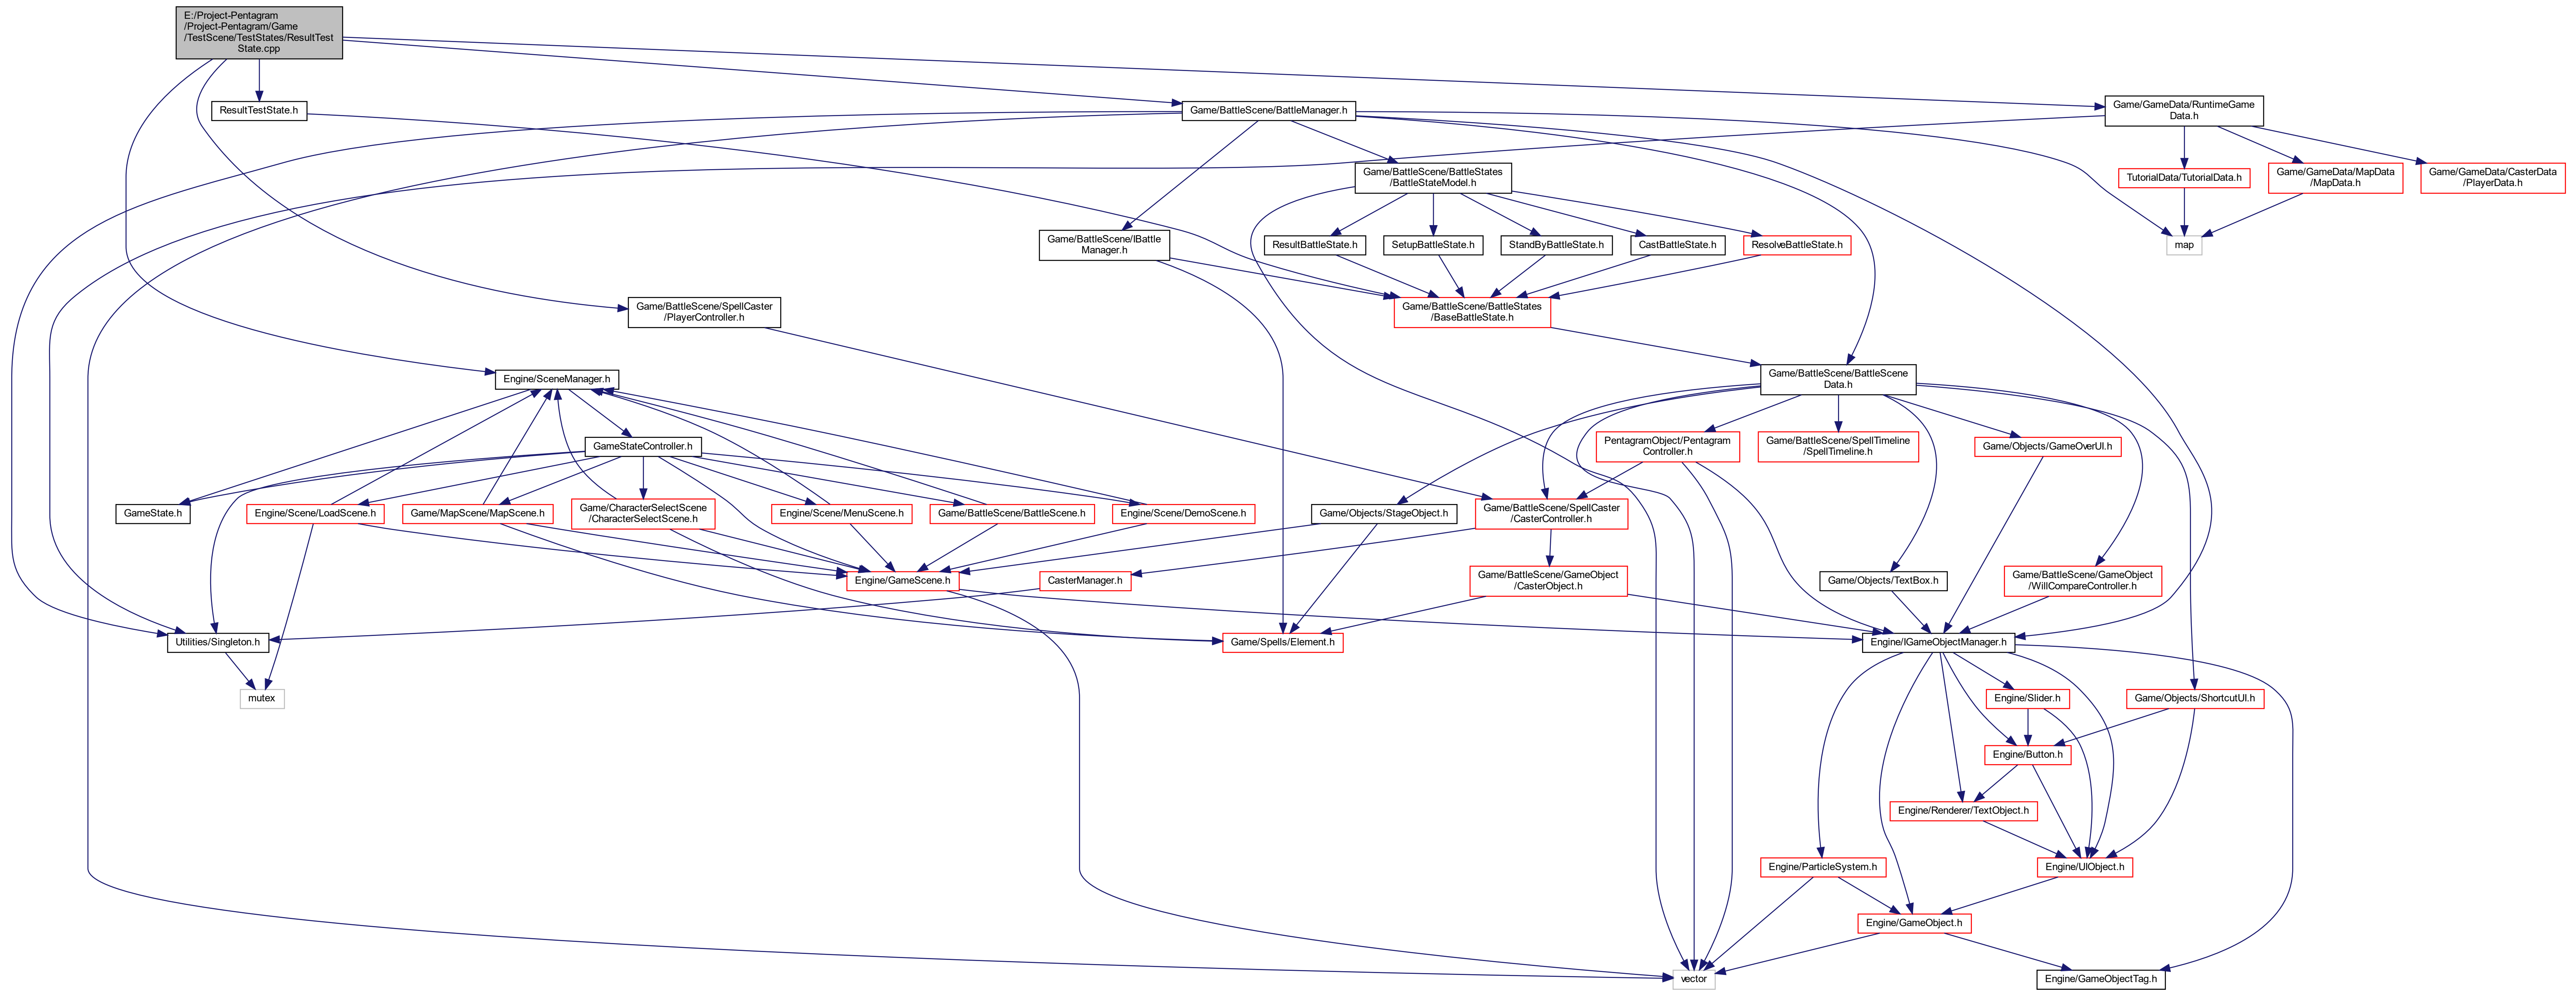 E:/Project-Pentagram
/Project-Pentagram/Game
/TestScene/TestStates/ResultTest
State.cpp
ResultTestState.h
Game/BattleScene/BattleManager.h
Game/GameData/RuntimeGame
Data.h
Game/BattleScene/BattleStates
/BattleStateModel.h
TutorialData/TutorialData.h
Game/GameData/MapData
/MapData.h
Game/GameData/CasterData
/PlayerData.h
Game/BattleScene/IBattle
Manager.h
ResultBattleState.h
SetupBattleState.h
StandByBattleState.h
CastBattleState.h
ResolveBattleState.h
map
Game/BattleScene/SpellCaster
/PlayerController.h
Game/BattleScene/BattleStates
/BaseBattleState.h
Engine/SceneManager.h
Game/BattleScene/BattleScene
Data.h
GameStateController.h
PentagramObject/Pentagram
Controller.h
Game/BattleScene/SpellTimeline
/SpellTimeline.h
Game/Objects/GameOverUI.h
GameState.h
Engine/Scene/LoadScene.h
Game/MapScene/MapScene.h
Game/CharacterSelectScene
/CharacterSelectScene.h
Engine/Scene/MenuScene.h
Game/BattleScene/BattleScene.h
Engine/Scene/DemoScene.h
Game/Objects/StageObject.h
Game/BattleScene/SpellCaster
/CasterController.h
Engine/GameScene.h
CasterManager.h
Game/BattleScene/GameObject
/CasterObject.h
Game/Objects/TextBox.h
Game/BattleScene/GameObject
/WillCompareController.h
Utilities/Singleton.h
Game/Spells/Element.h
Engine/IGameObjectManager.h
mutex
Engine/Slider.h
Game/Objects/ShortcutUI.h
Engine/Button.h
Engine/Renderer/TextObject.h
Engine/ParticleSystem.h
Engine/UIObject.h
Engine/GameObject.h
vector
Engine/GameObjectTag.h